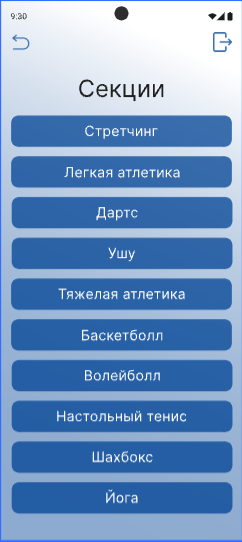 9:30
Секции
Стретчинг
Легкая атлетика
Дартс
Ушу
Тяжелая атлетика
Баскетболл
Волейболл
Настольный тенис
Шахбокс
Йога